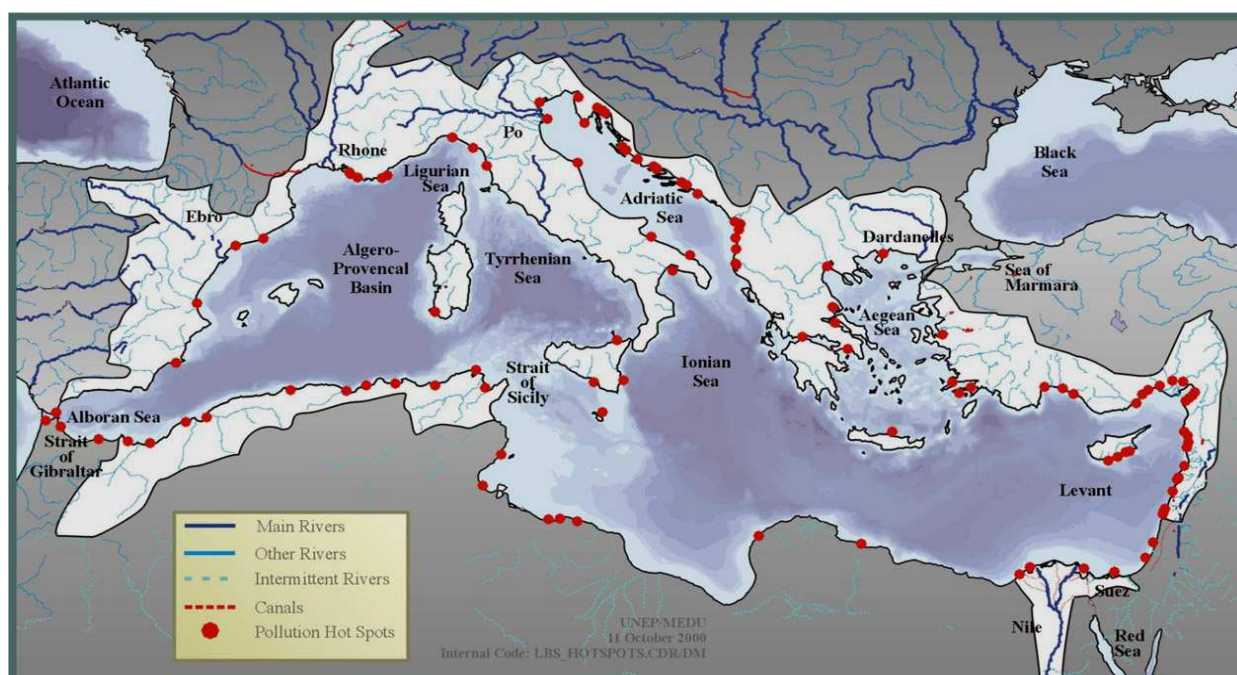 Atlantic
Ocean
Po
Rhone
Ligurian
Sea
Black
Sea
Ebro
Adriatic
Sea
Dardanolles
Algero-
Provencal
Basin
Tyrrhenian
Sea
Sea of
Marmara
Aegean
Sea
Ionian
Sea
Strait
of
Sicily
Alboran Sea
Strait
of
Gibraltar
Levant
Main Rivers
Other Rivers
Intermittent Rivers
Canals
Pollution Hot Spots
Suez
Nile
Red
Sea
UNEP/MEDU
11 October 2000
Internal Code: LBS_HOTSPOTS.CDR/DM